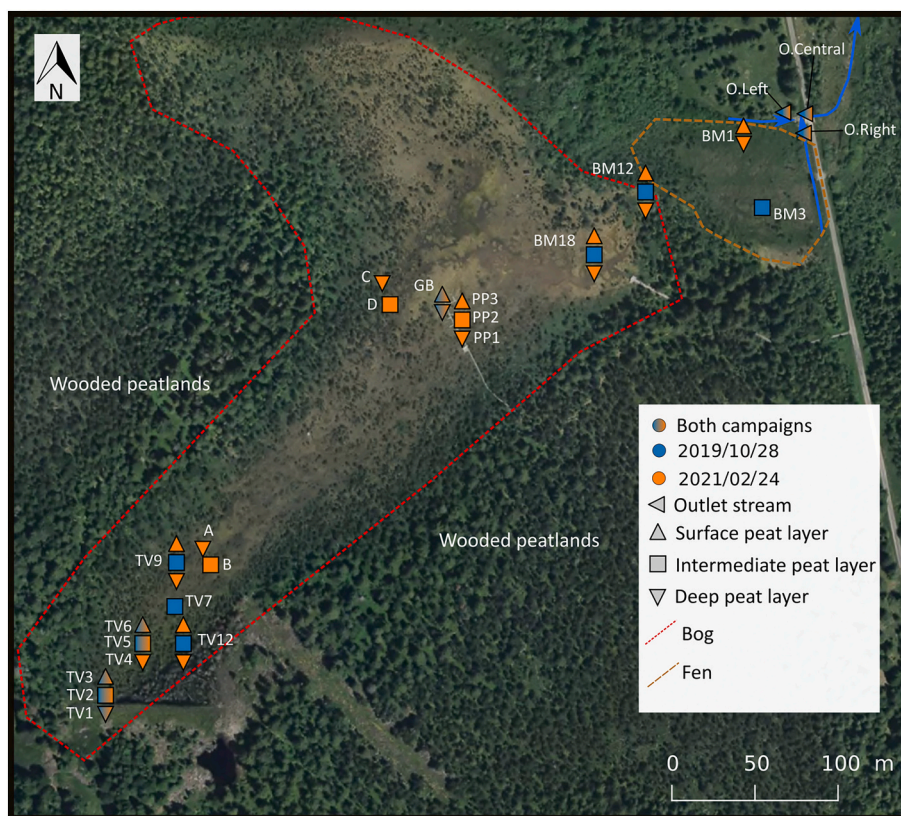 O.Central
O.Left
O.Right
BM1
BM12
BM3
BM18
C
GB
D
PP3
PP2
PP1
N
Wooded peatlands
Both campaigns
2019/10/28
2021/02/24
Outlet stream
Surface peat layer
Intermediate peat layer
Deep peat layer
Bog
Fen
Wooded peatlands
A
TV9
B
TV7
TV6
TV5
TV12
TV4
TV3
TV2
TV1
0 50 100 m